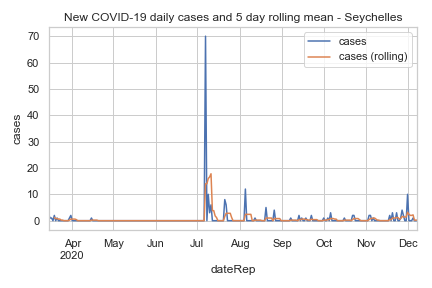 New COVID-19 daily cases and 5 day rolling mean - Seychelles
cases
cases (rolling)
70
60
50
40
30
20
10
0
cases
Apr May Jun Jul Aug Sep Oct Nov Dec
2020
dateRep